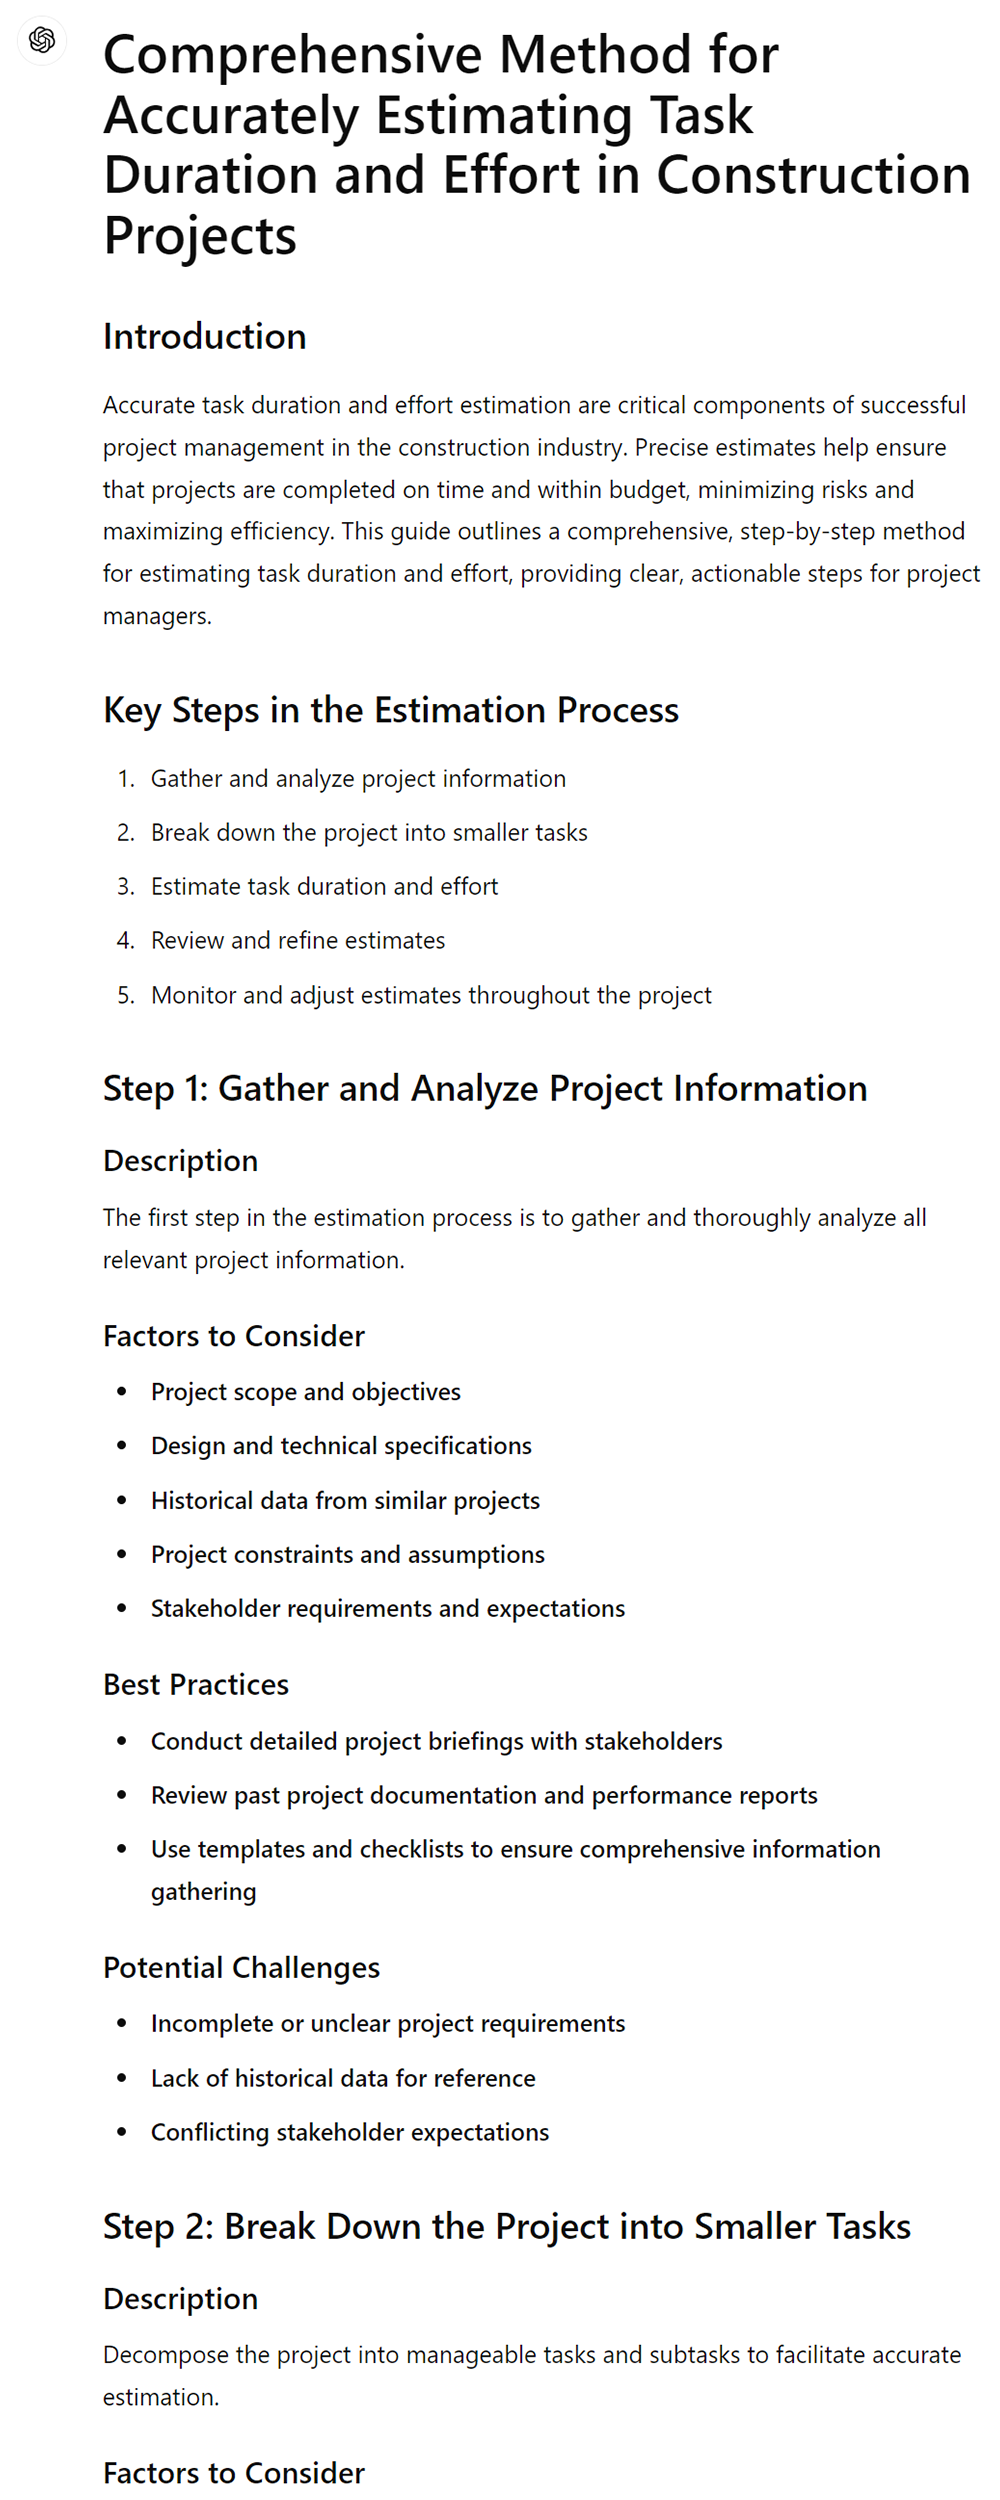 Comprehensive Method for
Accurately Estimating Task
Duration and Effort in Construction
Projects
Introduction
Accurate task duration and effort estimation are critical components of successful
project management in the construction industry. Precise estimates help ensure
that projects are completed on time and within budget, minimizing risks and
maximizing efficiency. This guide outlines a comprehensive, step-by-step method
for estimating task duration and effort, providing clear, actionable steps for project
managers.
Key Steps in the Estimation Process
1. Gather and analyze project information
2. Break down the project into smaller tasks
3. Estimate task duration and effort
4. Review and refine estimates
5. Monitor and adjust estimates throughout the project
Step 1: Gather and Analyze Project Information
Description
The first step in the estimation process is to gather and thoroughly analyze all
relevant project information.
Factors to Consider
• Project scope and objectives
• Design and technical specifications
• Historical data from similar projects
• Project constraints and assumptions
• Stakeholder requirements and expectations
Best Practices
• Conduct detailed project briefings with stakeholders
• Review past project documentation and performance reports
• Use templates and checklists to ensure comprehensive information
gathering
Potential Challenges
• Incomplete or unclear project requirements
• Lack of historical data for reference
• Conflicting stakeholder expectations
Step 2: Break Down the Project into Smaller Tasks
Description
Decompose the project into manageable tasks and subtasks to facilitate accurate
estimation.
Factors to Consider